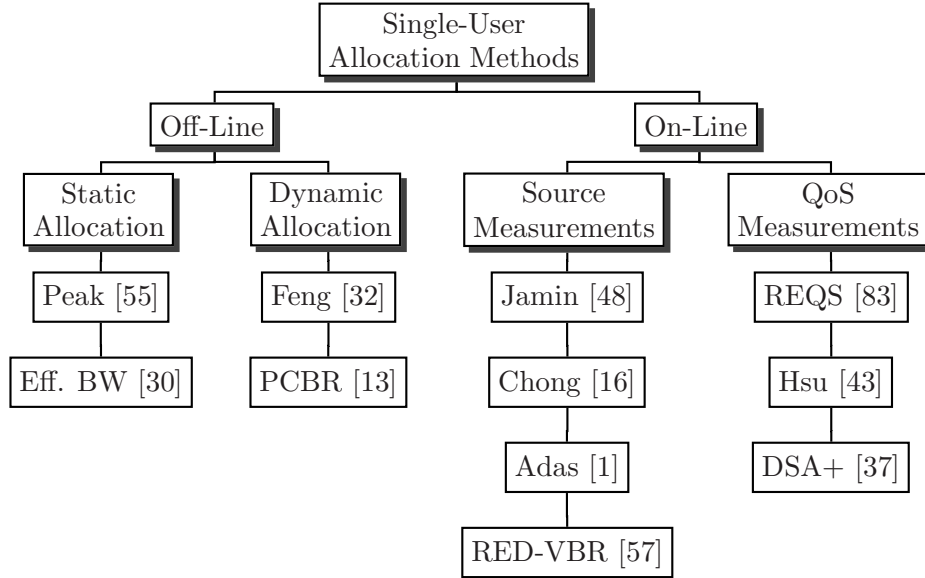 Single-User
Allocation Methods
Off-Line
On-Line
Static
Allocation
Dynamic
Allocation
Source
Measurements
QoS
Measurements
Peak [55]
Feng [32]
Jamin [48]
REQS [83]
Eff. BW [30]
PCBR [13]
Chong [16]
Hsu [43]
Adas [1]
DSA+ [37]
RED-VBR [57]